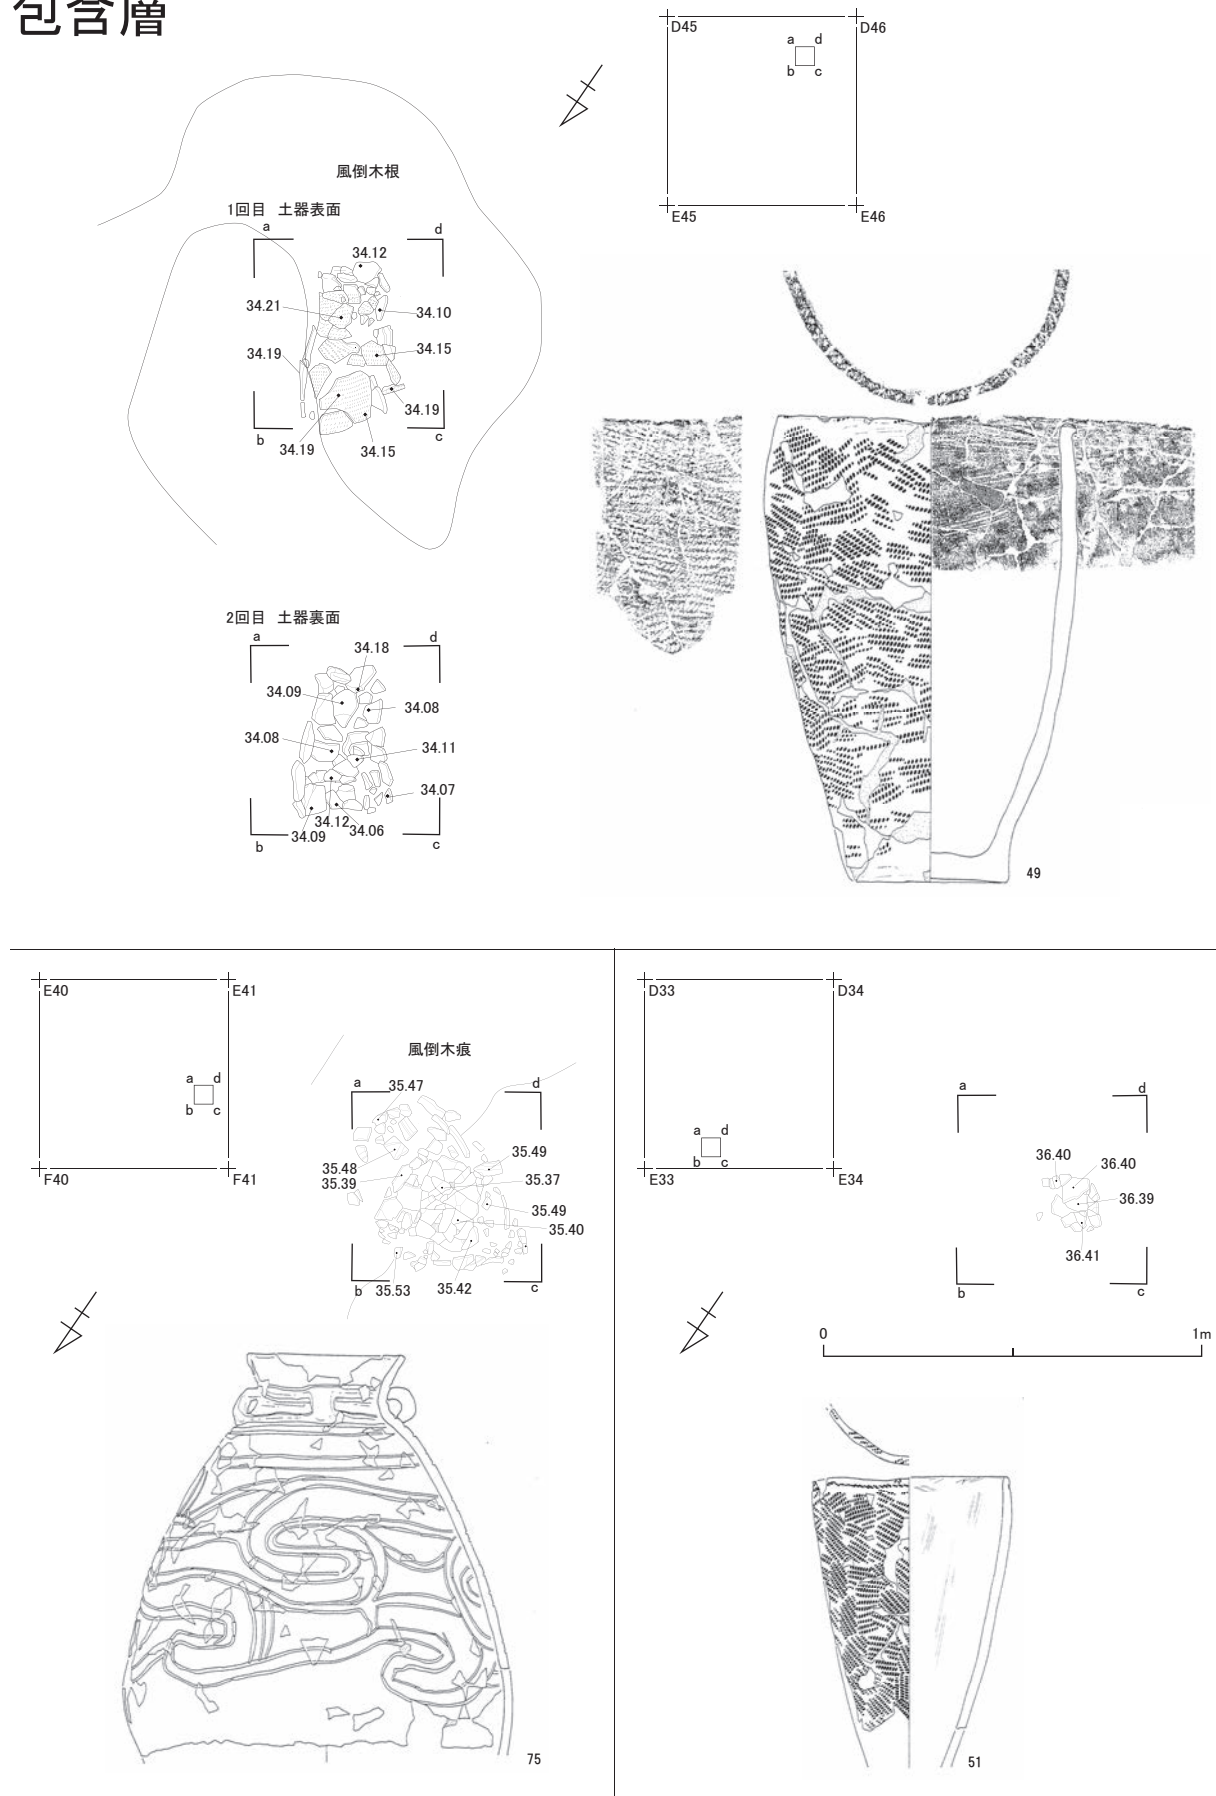 包含層
D45
D46
a d
b c
E45
E46
風倒木根
1回目 土器表面
a
d
34.12
34.21
34.10
34.19
34.15
34.19
b
c
34.19
34.15
2回目 土器裏面
a
d
34.18
34.09
34.08
34.08
34.11
34.07
34.12
34.06
34.09
b
c
49
E40
E41
a d
b c
F40
F41
風倒木痕
a
35.47
d
35.49
35.48
35.39
35.37
35.49
35.40
b
35.53
35.42
c
75
D33
D34
a d
b c
E33
E34
a
d
36.40
36.40
36.39
36.41
b
c
0
1m
51